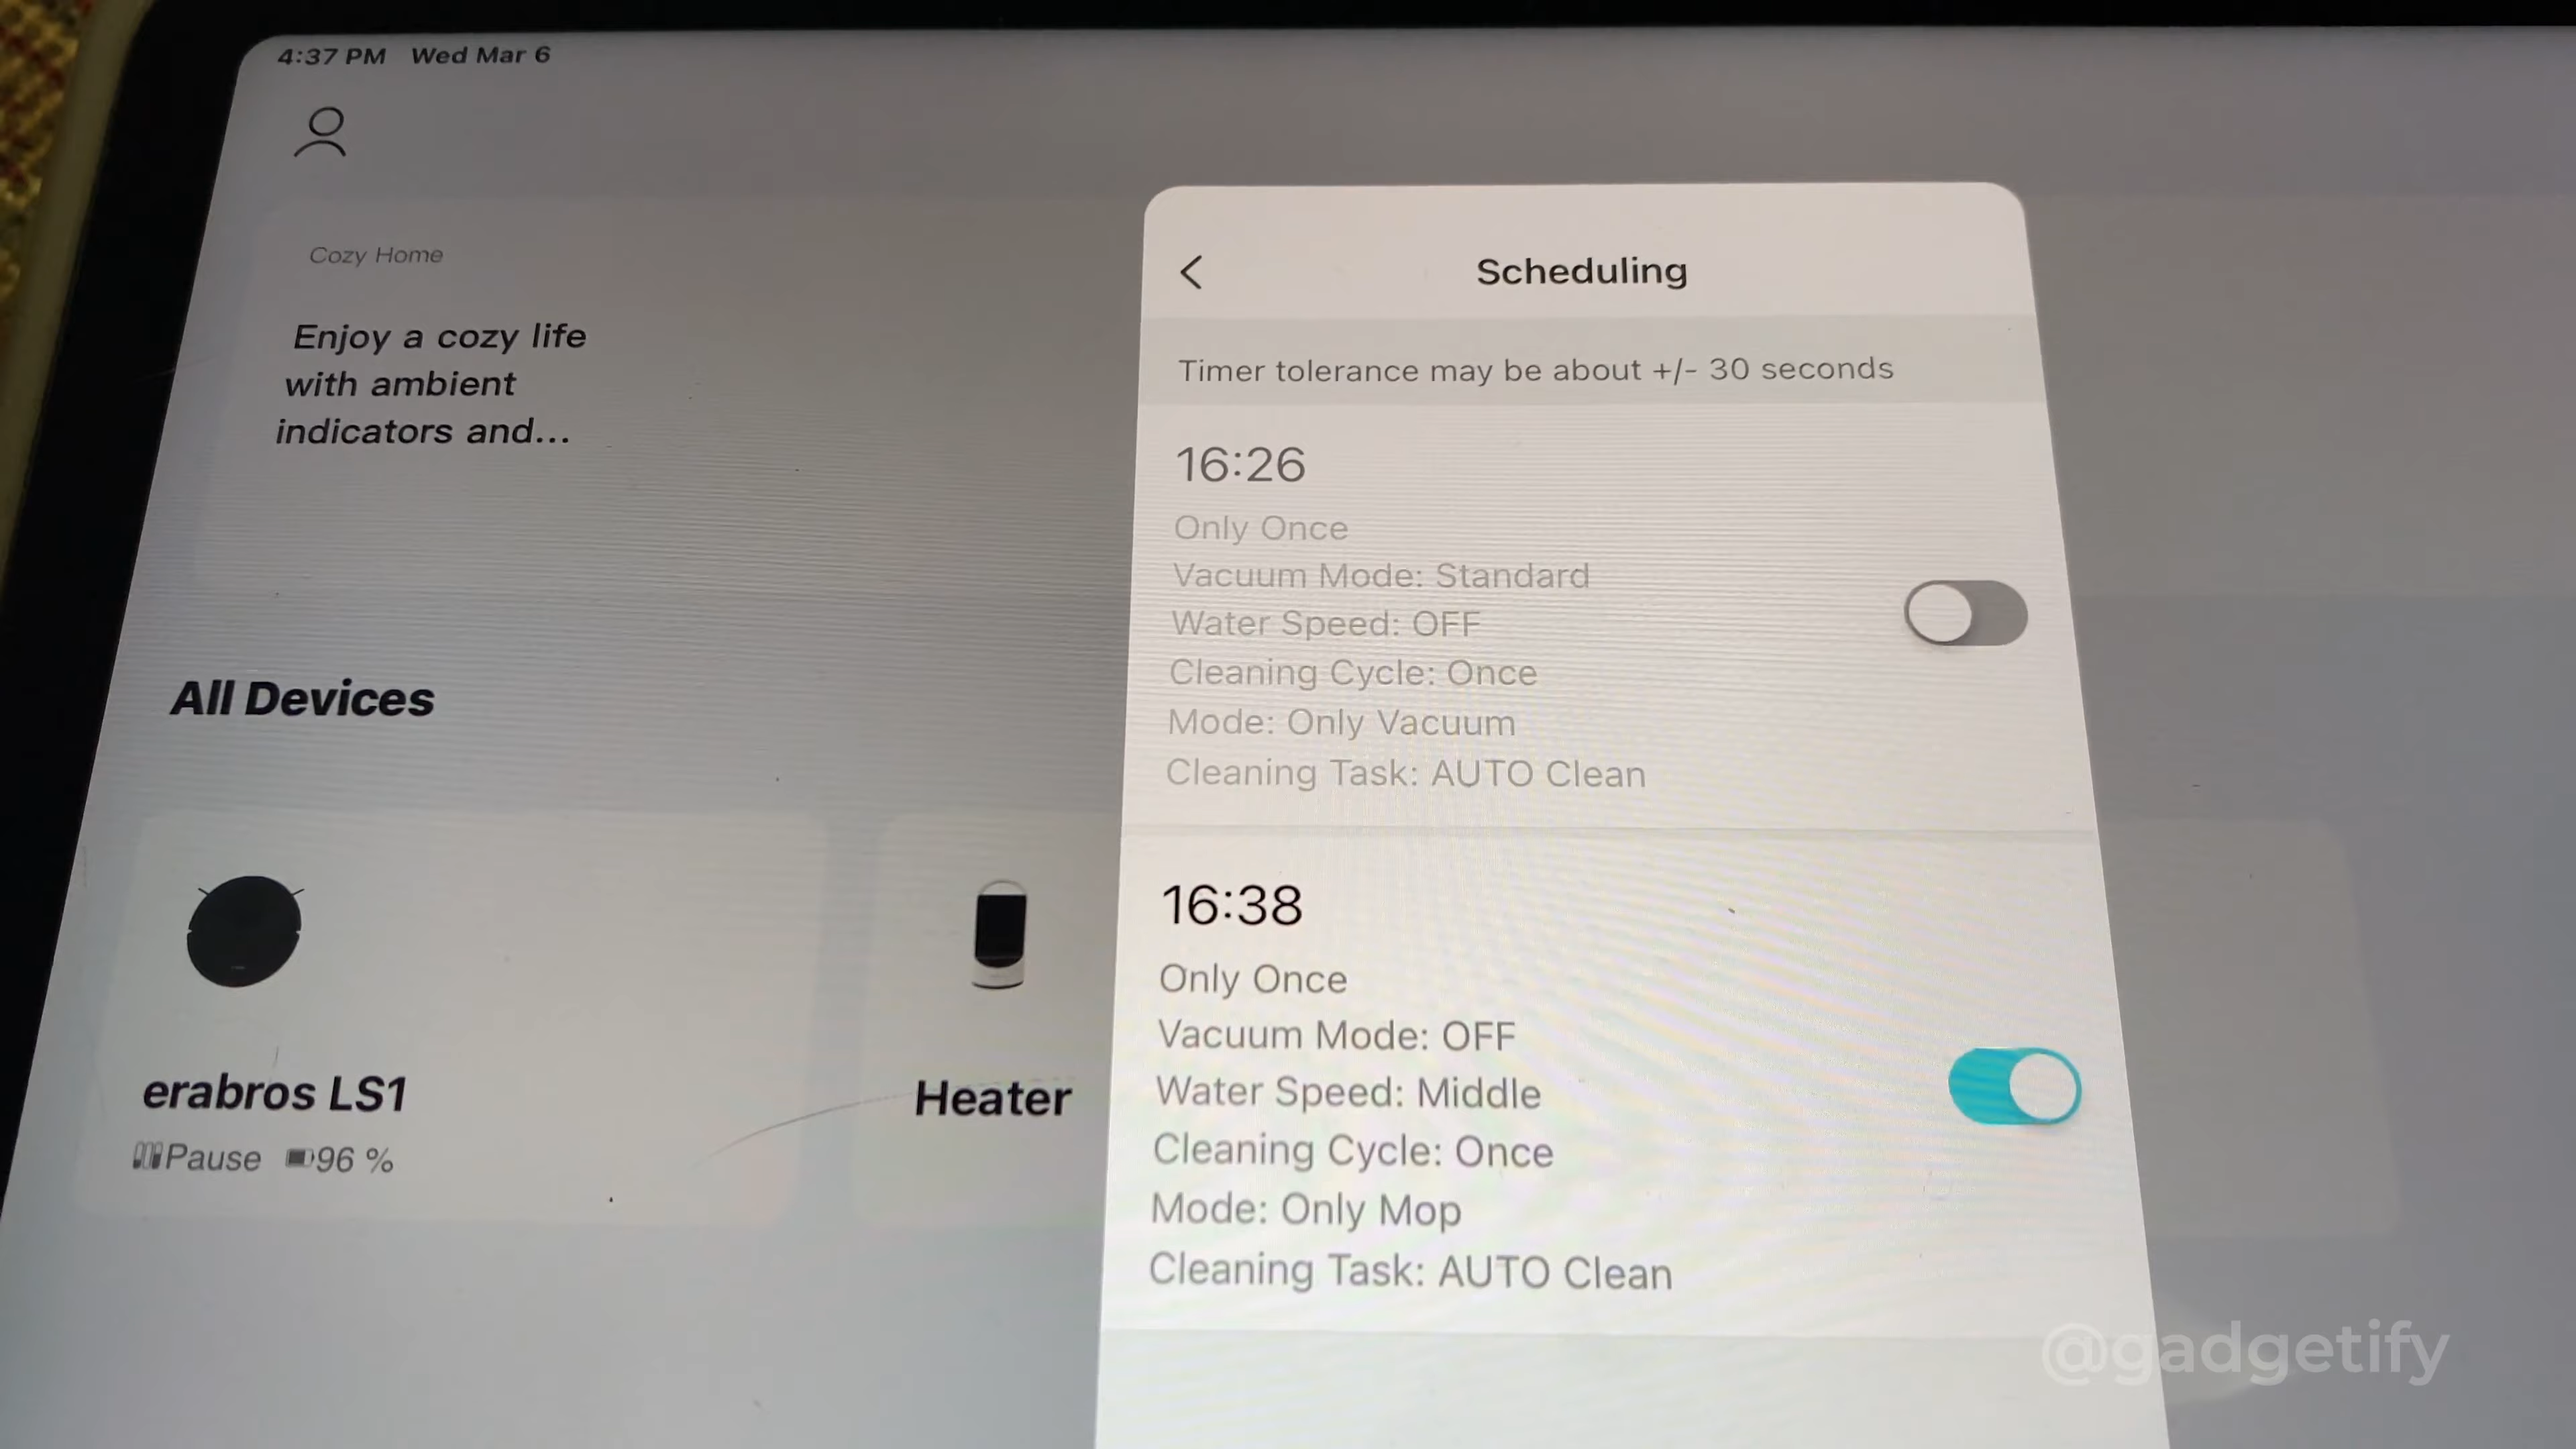 4:37 PM Wed Mar 6
Cozy Home
Enjoy a cozy life
with ambient
indicators and...
All Devices
erabros LS1
Pause 96 %
Heater
Scheduling
Timer tolerance may be about +/- 30 seconds
16:26
Only Once
Vacuum Mode: Standard
Water Speed: OFF
Cleaning Cycle: Once
Mode: Only Vacuum
Cleaning Task: AUTO Clean
16:38
Only Once
Vacuum Mode: OFF
Water Speed: Middle
Cleaning Cycle: Once
Mode: Only Mop
Cleaning Task: AUTO Clean
@gadgetify